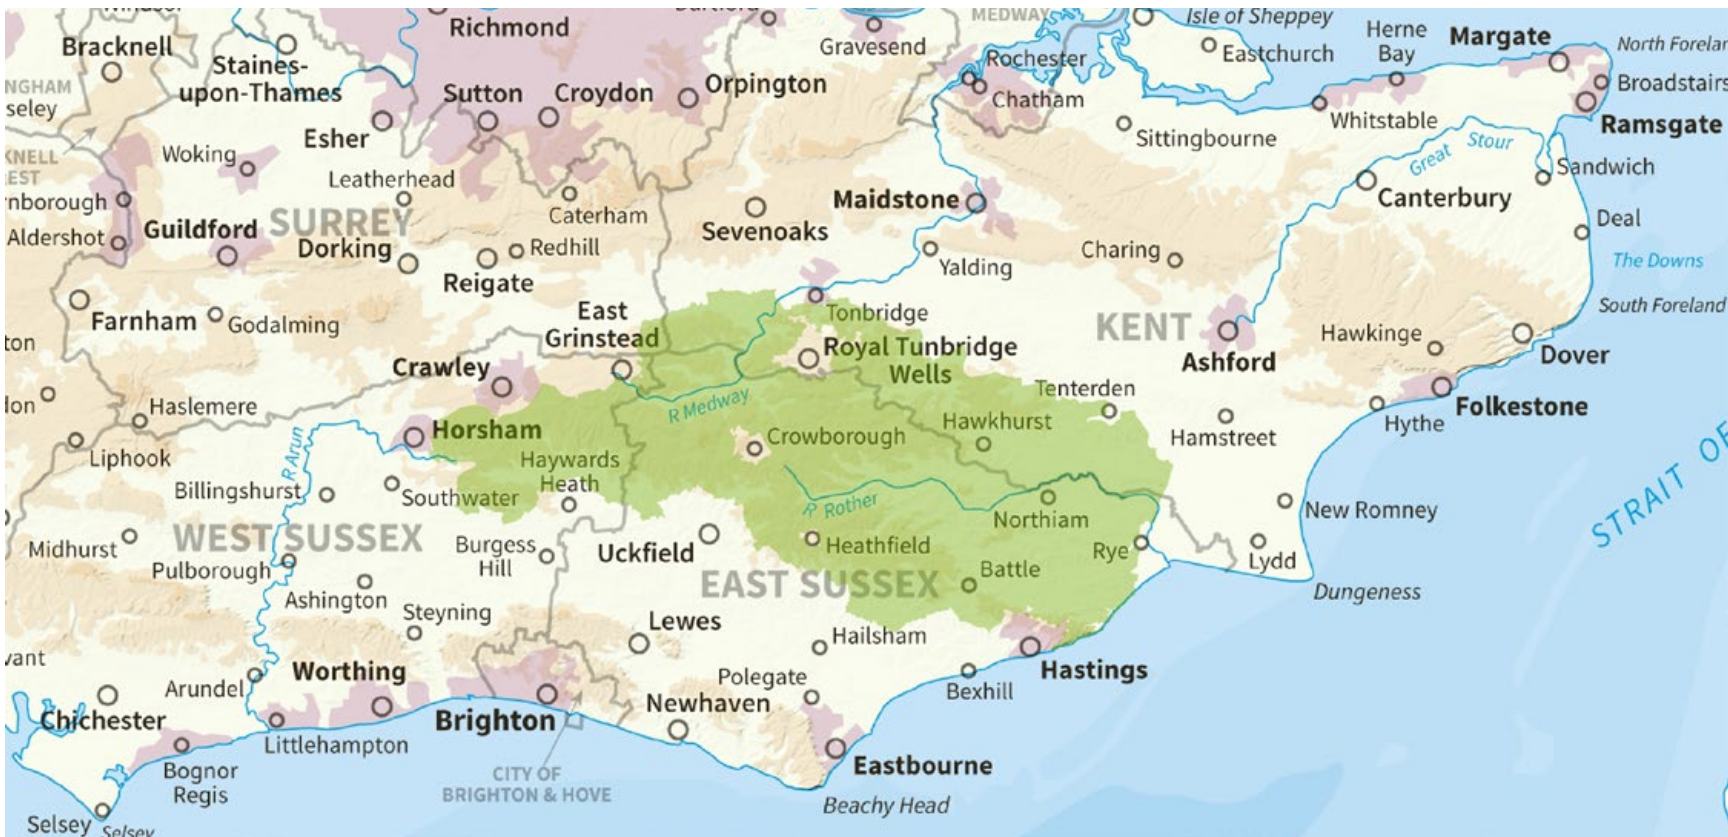 Richmond
Bracknell
Staines-
upon-Thames
Sutton
Croydon
Orpington
Gravesend
MEDWAY
Isle of Sheppey
Eastchurch
Herne
Bay
Margate
Broadstairs
Rochester
Chatham
Whitstable
Ramsgate
Esher
Woking
Leatherhead
Sittingbourne
Great Stour
Sandwich
Caterham
Sevenoaks
Maidstone
Canterbury
Deal
Aldershot
Guildford
SURREY
Dorking
Redhill
Reigate
Yalding
Charing
The Downs
South Foreland
Farnham
Godalming
East
Grinstead
Tonbridge
KENT
Hawkinge
Dover
Royal Tunbridge
Wells
Ashford
Crawley
Haslemere
R Medway
Tenterden
Folkestone
Hythe
Horsham
Crowborough
Hawkhurst
Hamstreet
Liphook
R Arun
Haywards
Heath
Billingshurst
Southwater
R Rother
Northiam
New Romney
STRAIT OF
Midhurst
WEST SUSSEX
Burgess
Hill
Uckfield
Heathfield
Rye
Lydd
Pulborough
EAST SUSSEX
Battle
Dungeness
Ashington
Steyning
Lewes
Hailsham
Hastings
Worthing
Arundel
Polegate
Bexhill
Chichester
Brighton
Newhaven
Littlehampton
Eastbourne
Bognor
Regis
CITY OF
BRIGHTON & HOVE
Beachy Head
Selsey
Selsey